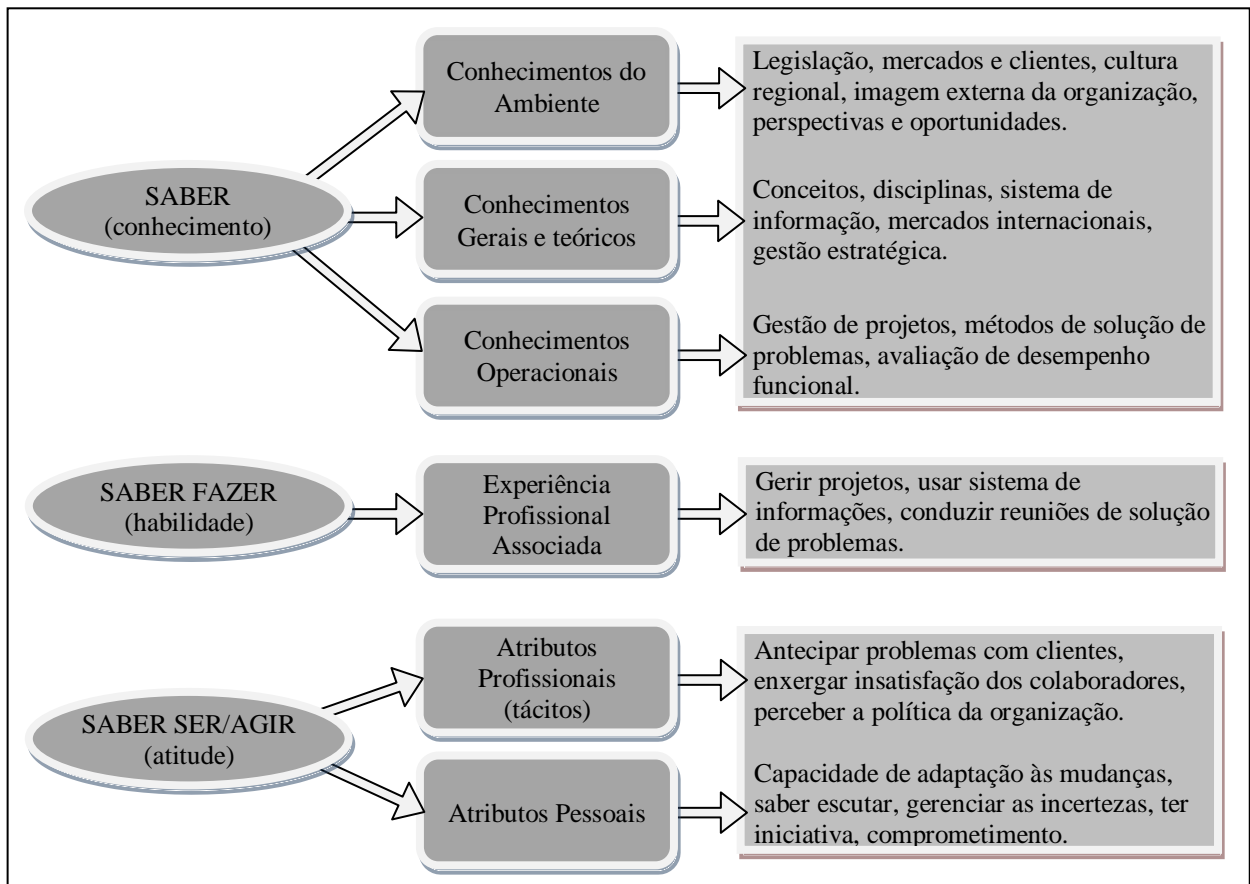 SABER
(conhecimento)
Conhecimentos do
Ambiente
Legislação, mercados e clientes, cultura
regional, imagem externa da organização,
perspectivas e oportunidades.
Conhecimentos
Gerais e teóricos
Conceitos, disciplinas, sistema de
informação, mercados internacionais,
gestão estratégica.
Conhecimentos
Operacionais
Gestão de projetos, métodos de solução de
problemas, avaliação de desempenho
funcional.
SABER FAZER
(habilidade)
Experiência
Profissional
Associada
Gerir projetos, usar sistema de
informações, conduzir reuniões de solução
de problemas.
SABER SER/AGIR
(atitude)
Atributos
Profissionais
(tácitos)
Antecipar problemas com clientes,
enxergar insatisfação dos colaboradores,
perceber a política da organização.
Atributos Pessoais
Capacidade de adaptação às mudanças,
saber escutar, gerenciar as incertezas, ter
iniciativa, comprometimento.